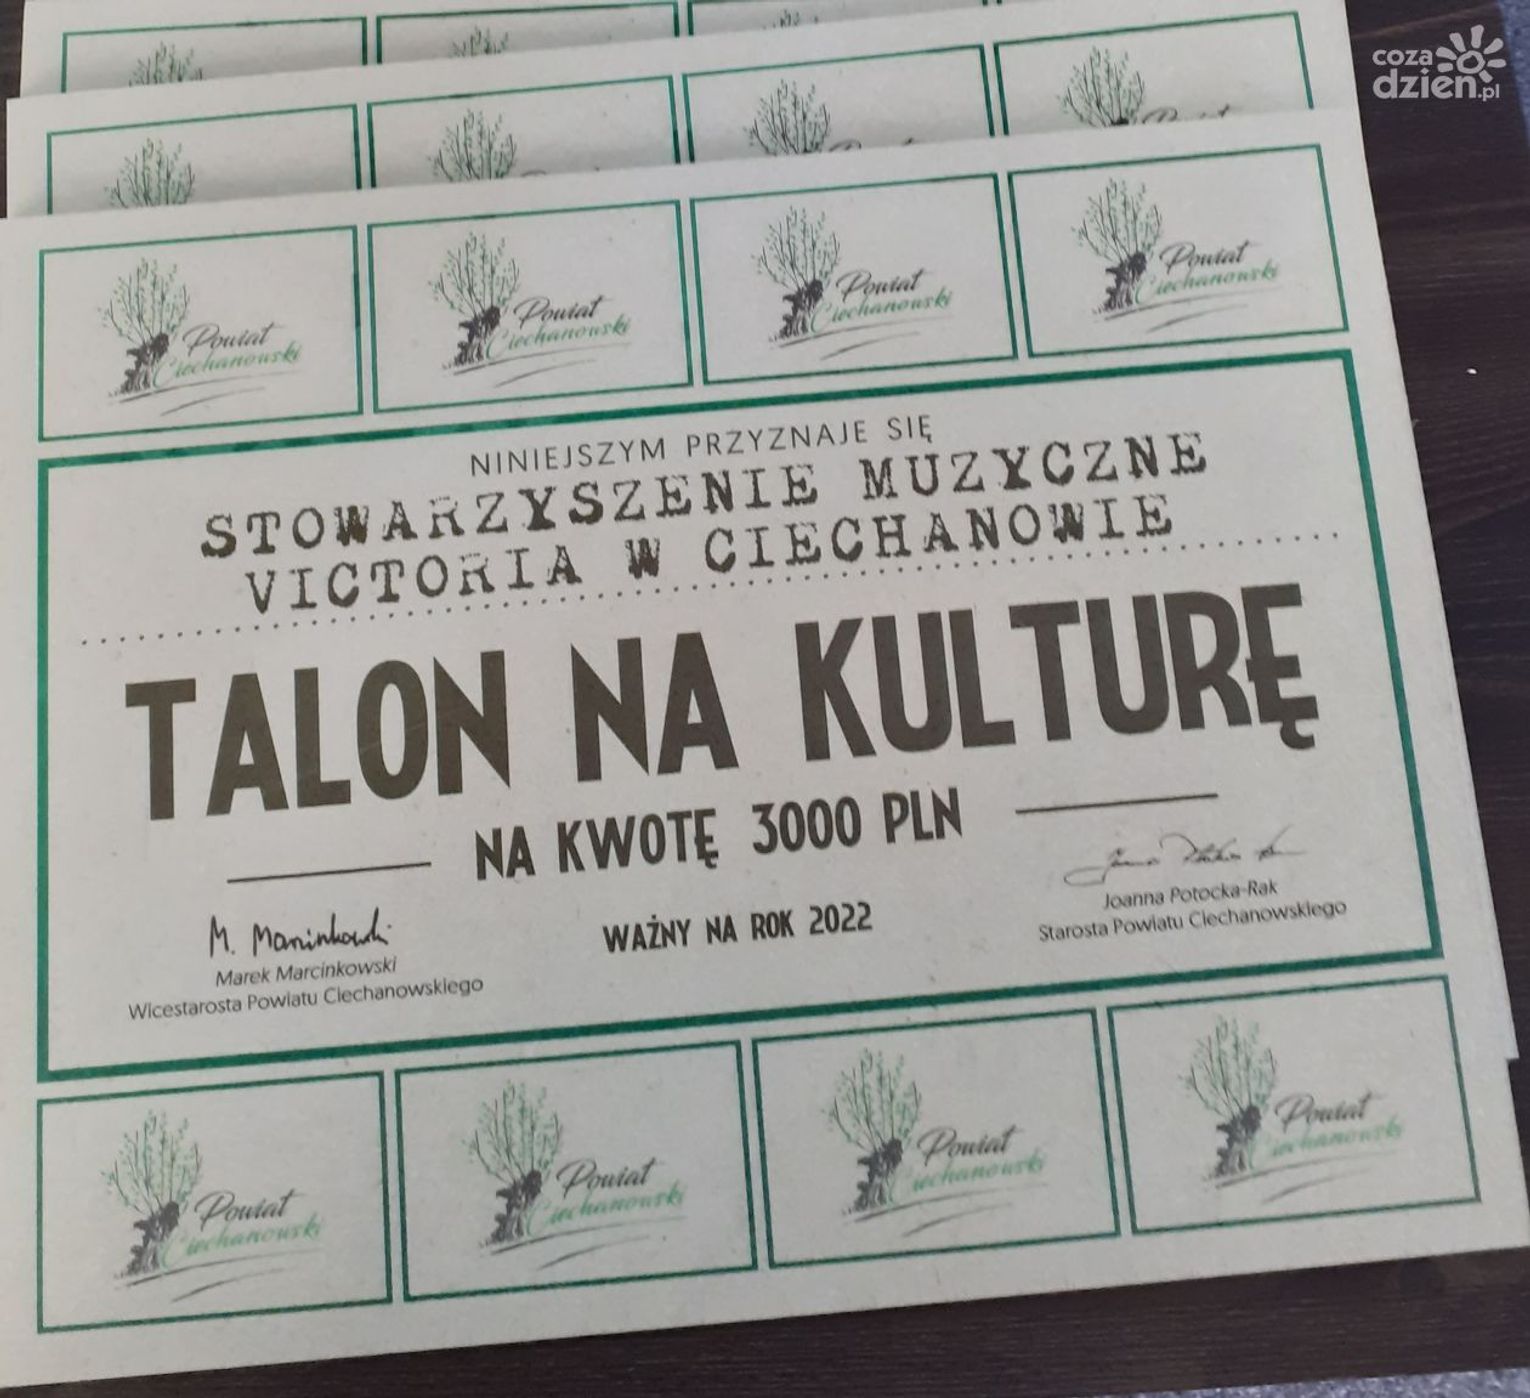 coza
dzien.pl
Powiat
Ciechanowski
Powiat
Ciechanowski
Powiat
Ciechanowski
Powiat
Ciechanowski
NINIEJSZYM PRZYZNAJE SIĘ
STOWARZYSZENIE MUZYCZNE
VICTORIA W CIECHANOWIE
TALON NA KULTURĘ
NA KWOTĘ 3000 PLN
WAŻNY NA ROK 2022
M. Marcinkowski
Marek Marcinkowski
Wicestarosta Powiatu Ciechanowskiego
Joanna Potocka-Rak
Starosta Powiatu Ciechanowskiego
Powiat
Ciechanowski
Powiat
Ciechanowski
Powiat
Ciechanowski
Powiat
Ciechanowski